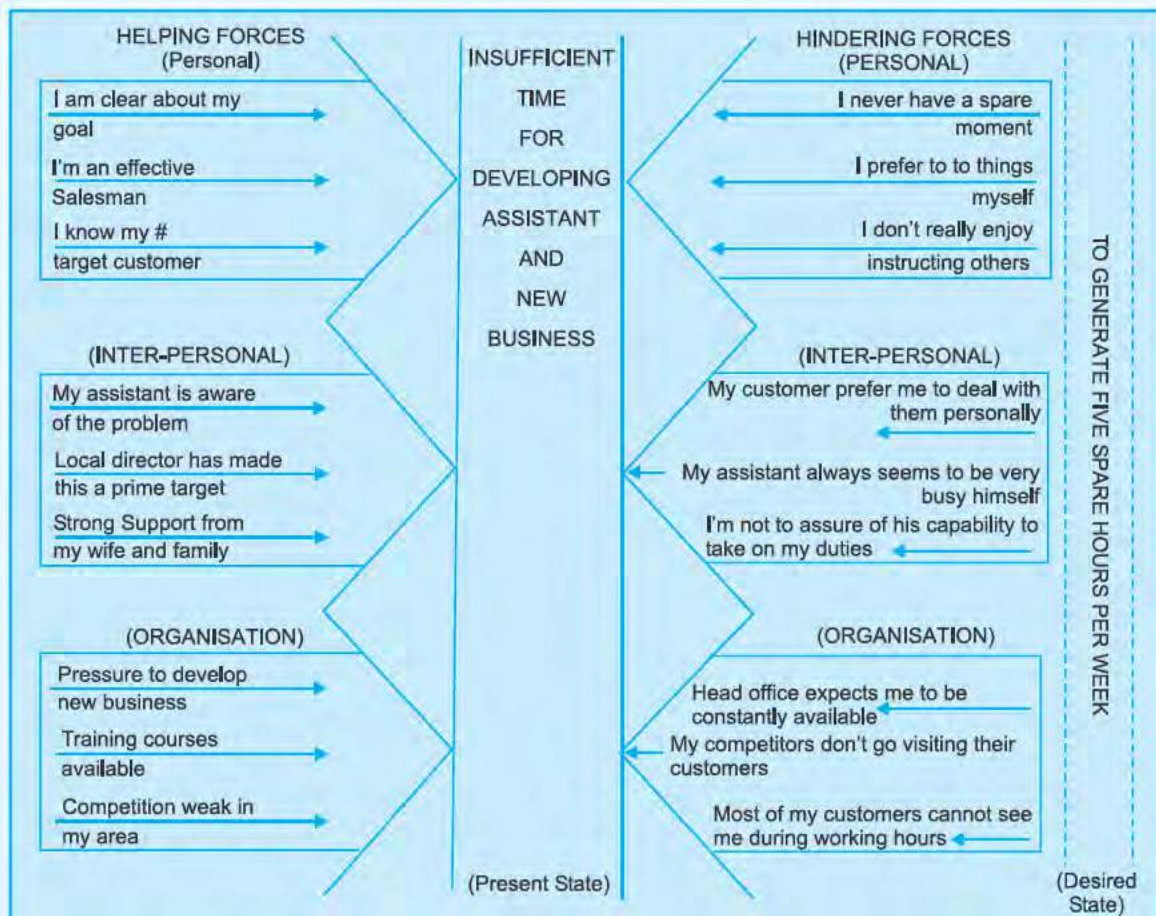 HELPING FORCES
(Personal)
I am clear about my
goal
I'm an effective
Salesman
I know my #
target customer
(INTER-PERSONAL)
My assistant is aware
of the problem
Local director has made
this a prime target
Strong Support from
my wife and family
(ORGANISATION)
Pressure to develop
new business
Training courses
available
Competition weak in
my area
INSUFFICIENT
TIME
FOR
DEVELOPING
ASSISTANT
AND
NEW
BUSINESS
(Present State)
HINDERING FORCES
(PERSONAL)
I never have a spare
moment
I prefer to to things
myself
I don't really enjoy
instructing others
(INTER-PERSONAL)
My customer prefer me to deal with
them personally
My assistant always seems to be very
busy himself
I'm not to assure of his capability to
take on my duties
(ORGANISATION)
Head office expects me to be
constantly available
My competitors don't go visiting their
customers
Most of my customers cannot see
me during working hours
TO GENERATE FIVE SPARE HOURS PER WEEK
(Desired
State)